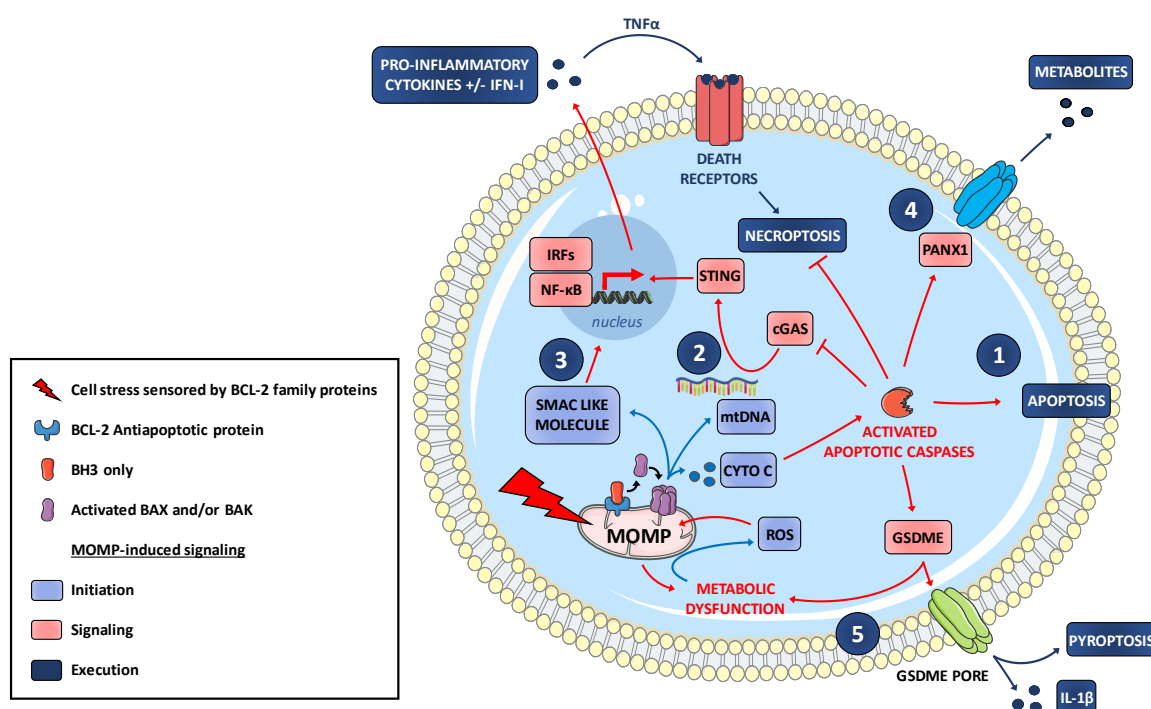 TNFα
PRO-INFLAMMATORY
CYTOKINES +/- IFN-I
METABOLITES
DEATH
RECEPTORS
4
NECROPTOSIS
PANX1
IRFs
NF-κB
STING
nucleus
cGAS
3
2
1
SMAC LIKE
MOLECULE
mtDNA
APOPTOSIS
ACTIVATED
APOPTOTIC CASPASES
CYTO C
MOMP
ROS
GSDME
METABOLIC
DYSFUNCTION
5
GSDME PORE
PYROPTOSIS
IL-1β
Cell stress sensored by BCL-2 family proteins
BCL-2 Antiapoptotic protein
BH3 only
Activated BAX and/or BAK
MOMP-induced signaling
Initiation
Signaling
Execution